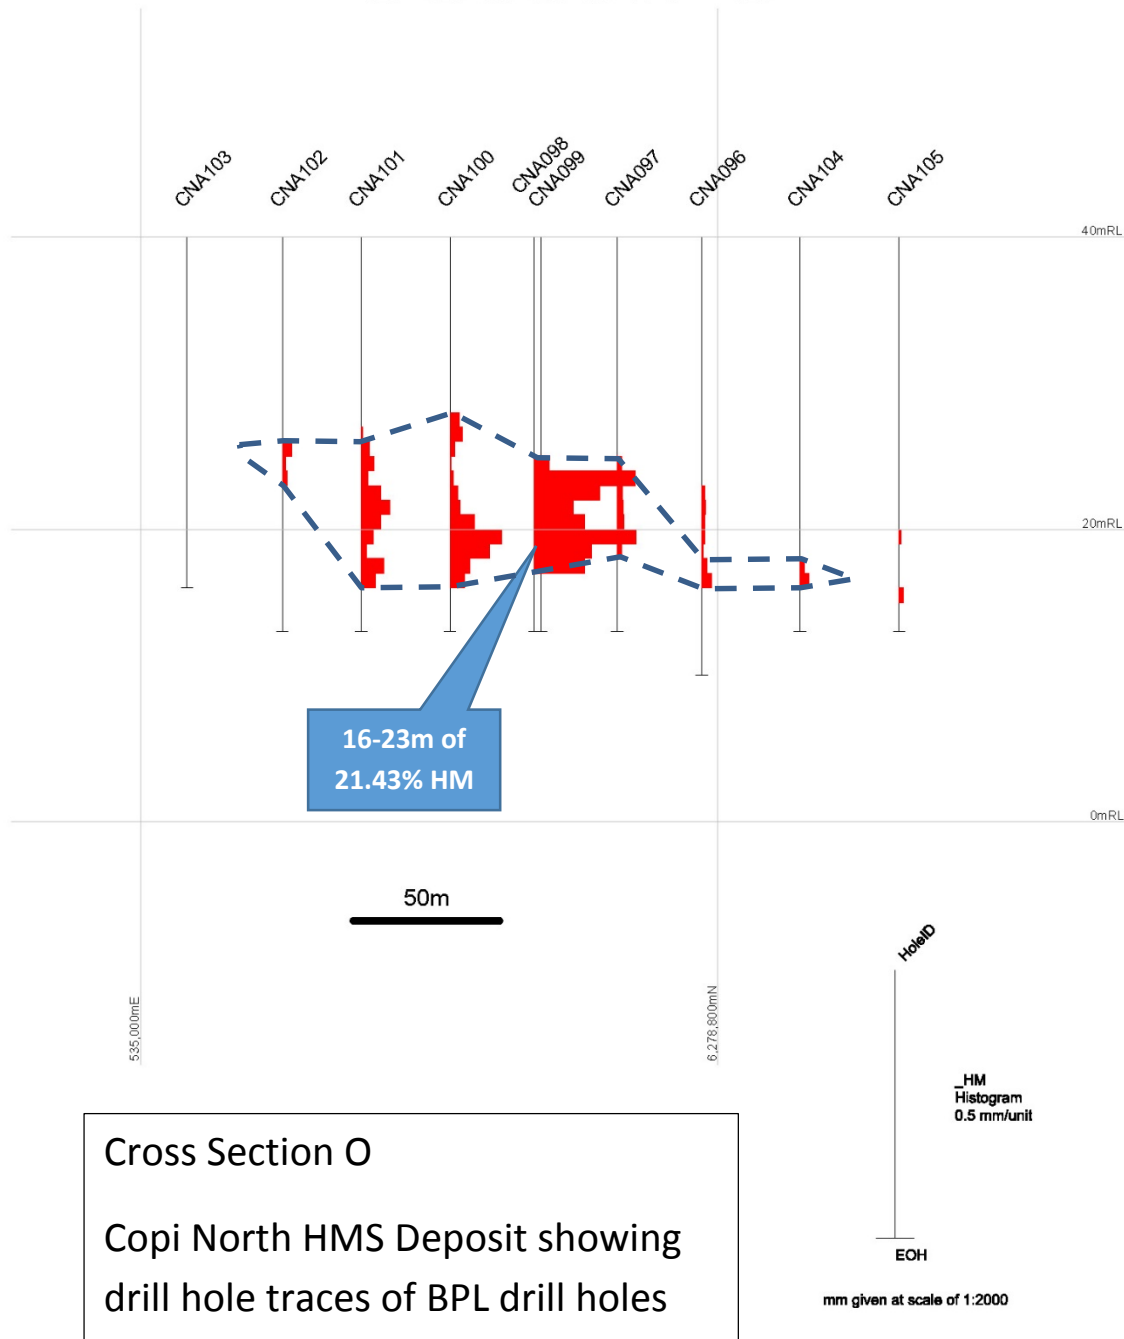 CNA103
CNA102
CNA101
CNA100
CNA098
CNA099
CNA097
CNA096
CNA104
CNA105
40mRL
20mRL
16-23m of
21.43% HM
0mRL
50m
535,000mE
6,278,800mN
HoleID
_HM
Histogram
0.5 mm/unit
EOH
mm given at scale of 1:2000
Cross Section O
Copi North HMS Deposit showing
drill hole traces of BPL drill holes